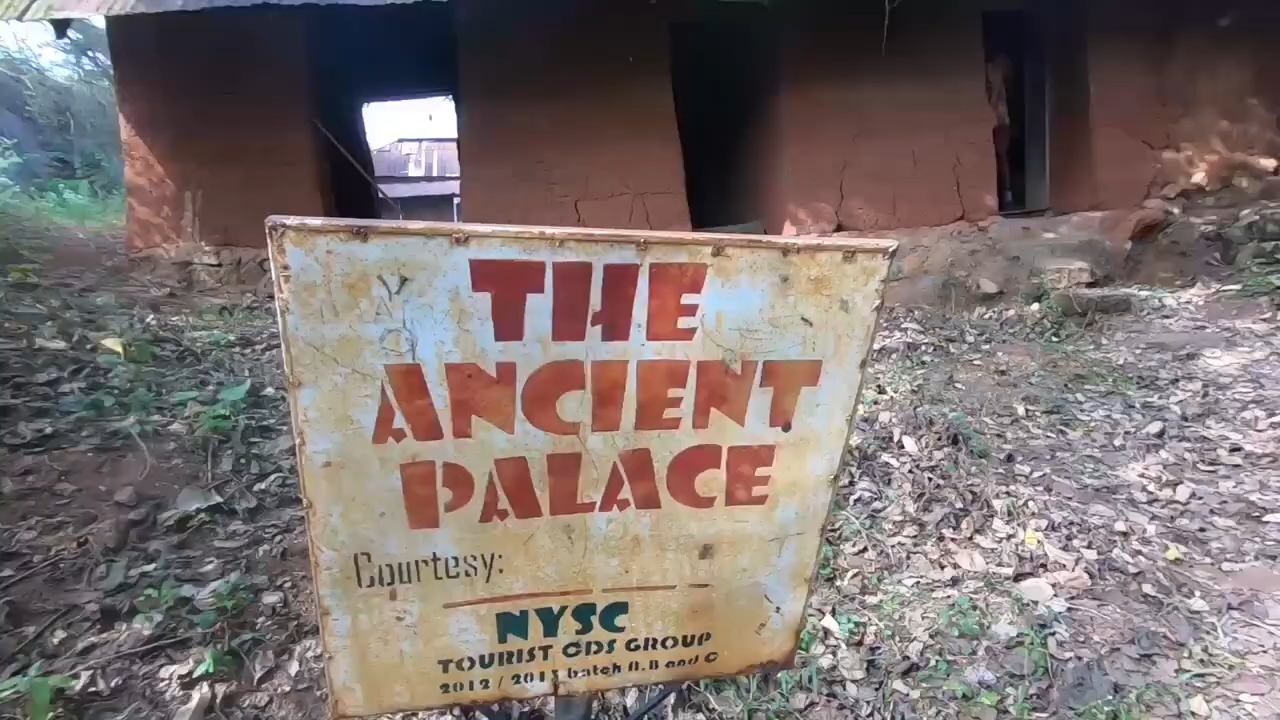 THE
ANCIENT
PALACE
Courtesy:
NYSC
TOURIST CDS GROUP
2012 / 2013 batch A.B and C